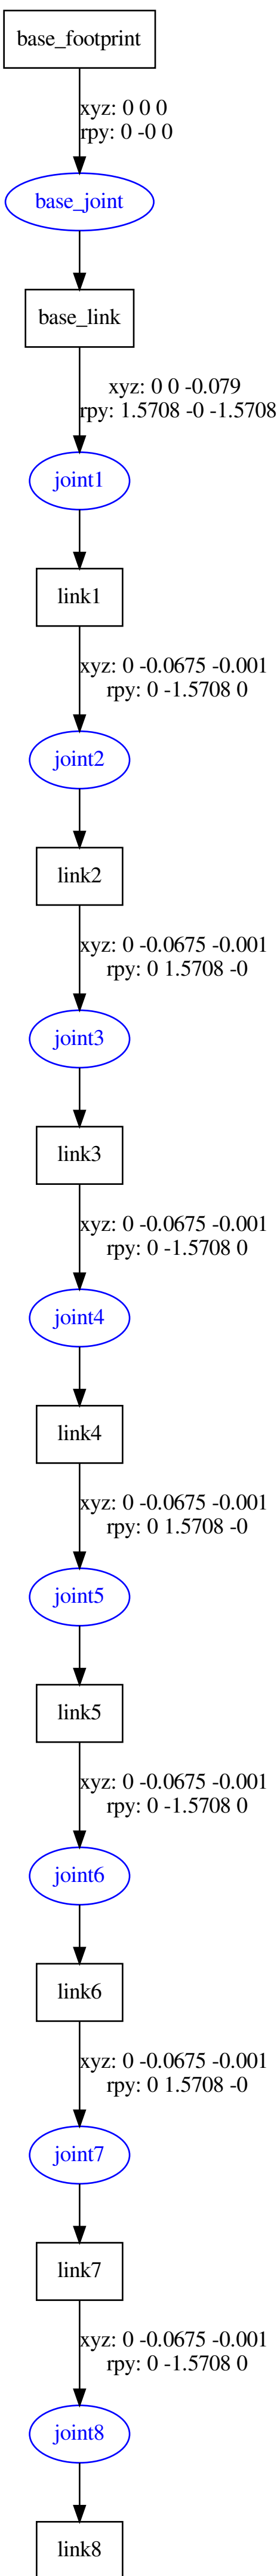 base_footprint
xyz: 0 0 0
rpy: 0 -0 0
base_joint
base_link
xyz: 0 0 -0.079
rpy: 1.5708 -0 -1.5708
joint1
link1
xyz: 0 -0.0675 -0.001
rpy: 0 -1.5708 0
joint2
link2
xyz: 0 -0.0675 -0.001
rpy: 0 1.5708 -0
joint3
link3
xyz: 0 -0.0675 -0.001
rpy: 0 -1.5708 0
joint4
link4
xyz: 0 -0.0675 -0.001
rpy: 0 1.5708 -0
joint5
link5
xyz: 0 -0.0675 -0.001
rpy: 0 -1.5708 0
joint6
link6
xyz: 0 -0.0675 -0.001
rpy: 0 1.5708 -0
joint7
link7
xyz: 0 -0.0675 -0.001
rpy: 0 -1.5708 0
joint8
link8